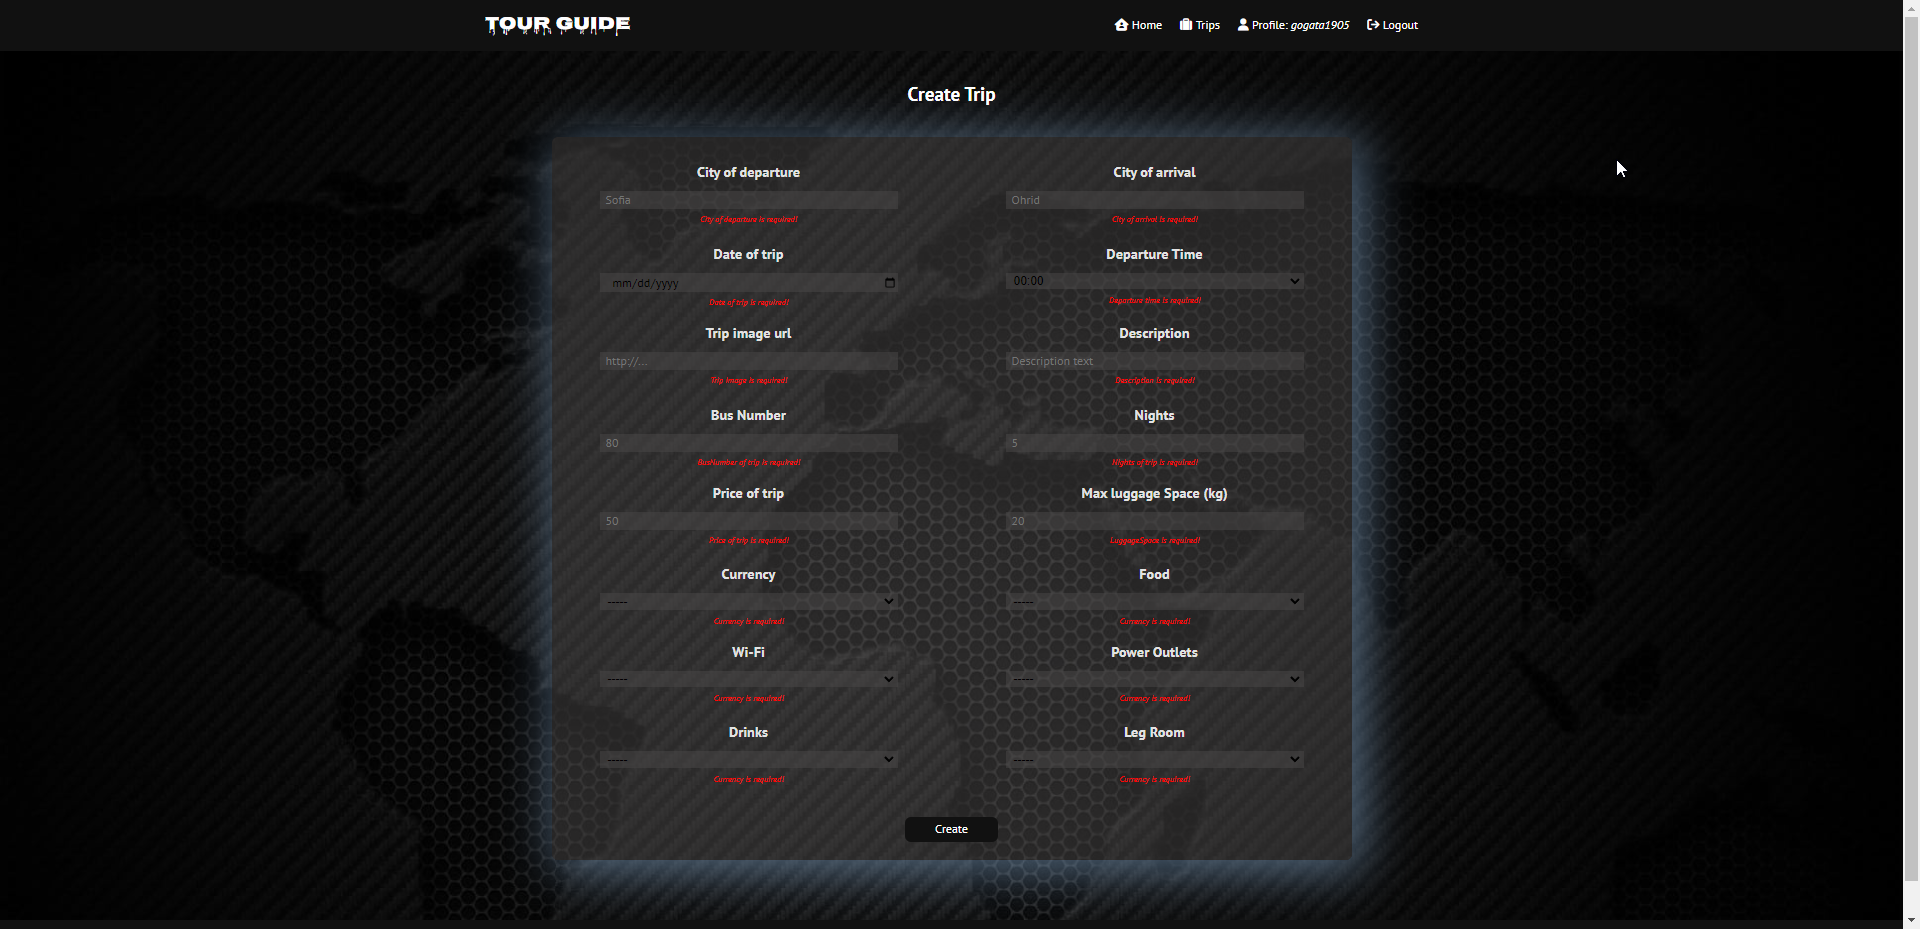 TOUR GUIDE
Home Trips Profile: gogata1905 Logout
Create Trip
City of departure City of arrival
Sofia Ohrid
City of departure is required! City of arrival is required!
Date of trip Departure Time
mm/dd/yyyy 00:00
Date of trip is required! Departure time is required!
Trip image url Description
http://... Description text
Trip image is required! Description is required!
Bus Number Nights
80 5
BusNumber of trip is required! Nights of trip is required!
Price of trip Max luggage Space (kg)
50 20
Price of trip is required! LuggageSpace is required!
Currency Food
----- -----
Currency is required! Currency is required!
Wi-Fi Power Outlets
----- -----
Currency is required! Currency is required!
Drinks Leg Room
----- -----
Currency is required! Currency is required!
Create